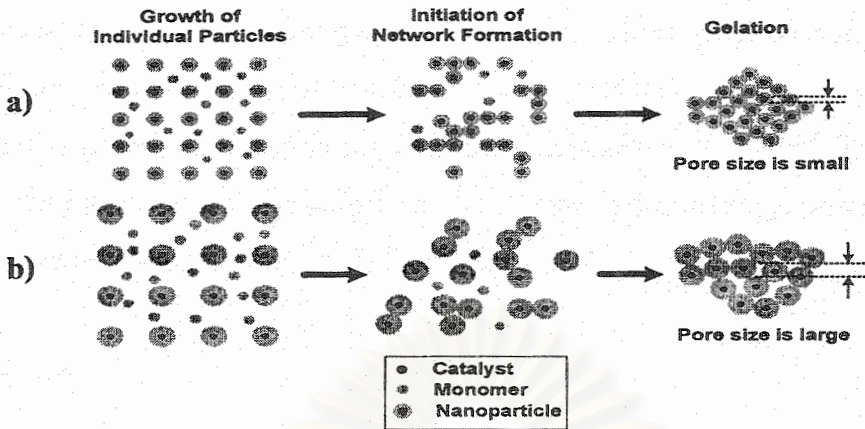 Growth of
Individual Particles
Initiation of
Network Formation
Gelation
a)
Pore size is small
b)
Pore size is large
Catalyst
Monomer
Nanoparticle